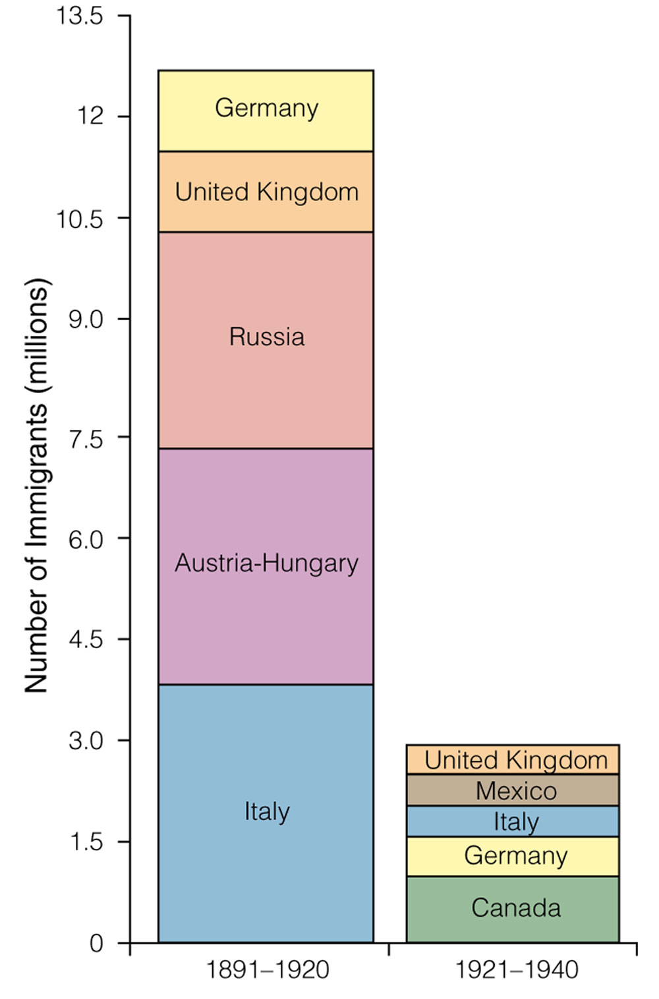 Number of Immigrants (millions)
13.5
12
10.5
9.0
7.5
6.0
4.5
3.0
1.5
0
Germany
United Kingdom
Russia
Austria-Hungary
Italy
United Kingdom
Mexico
Italy
Germany
Canada
1891–1920
1921–1940